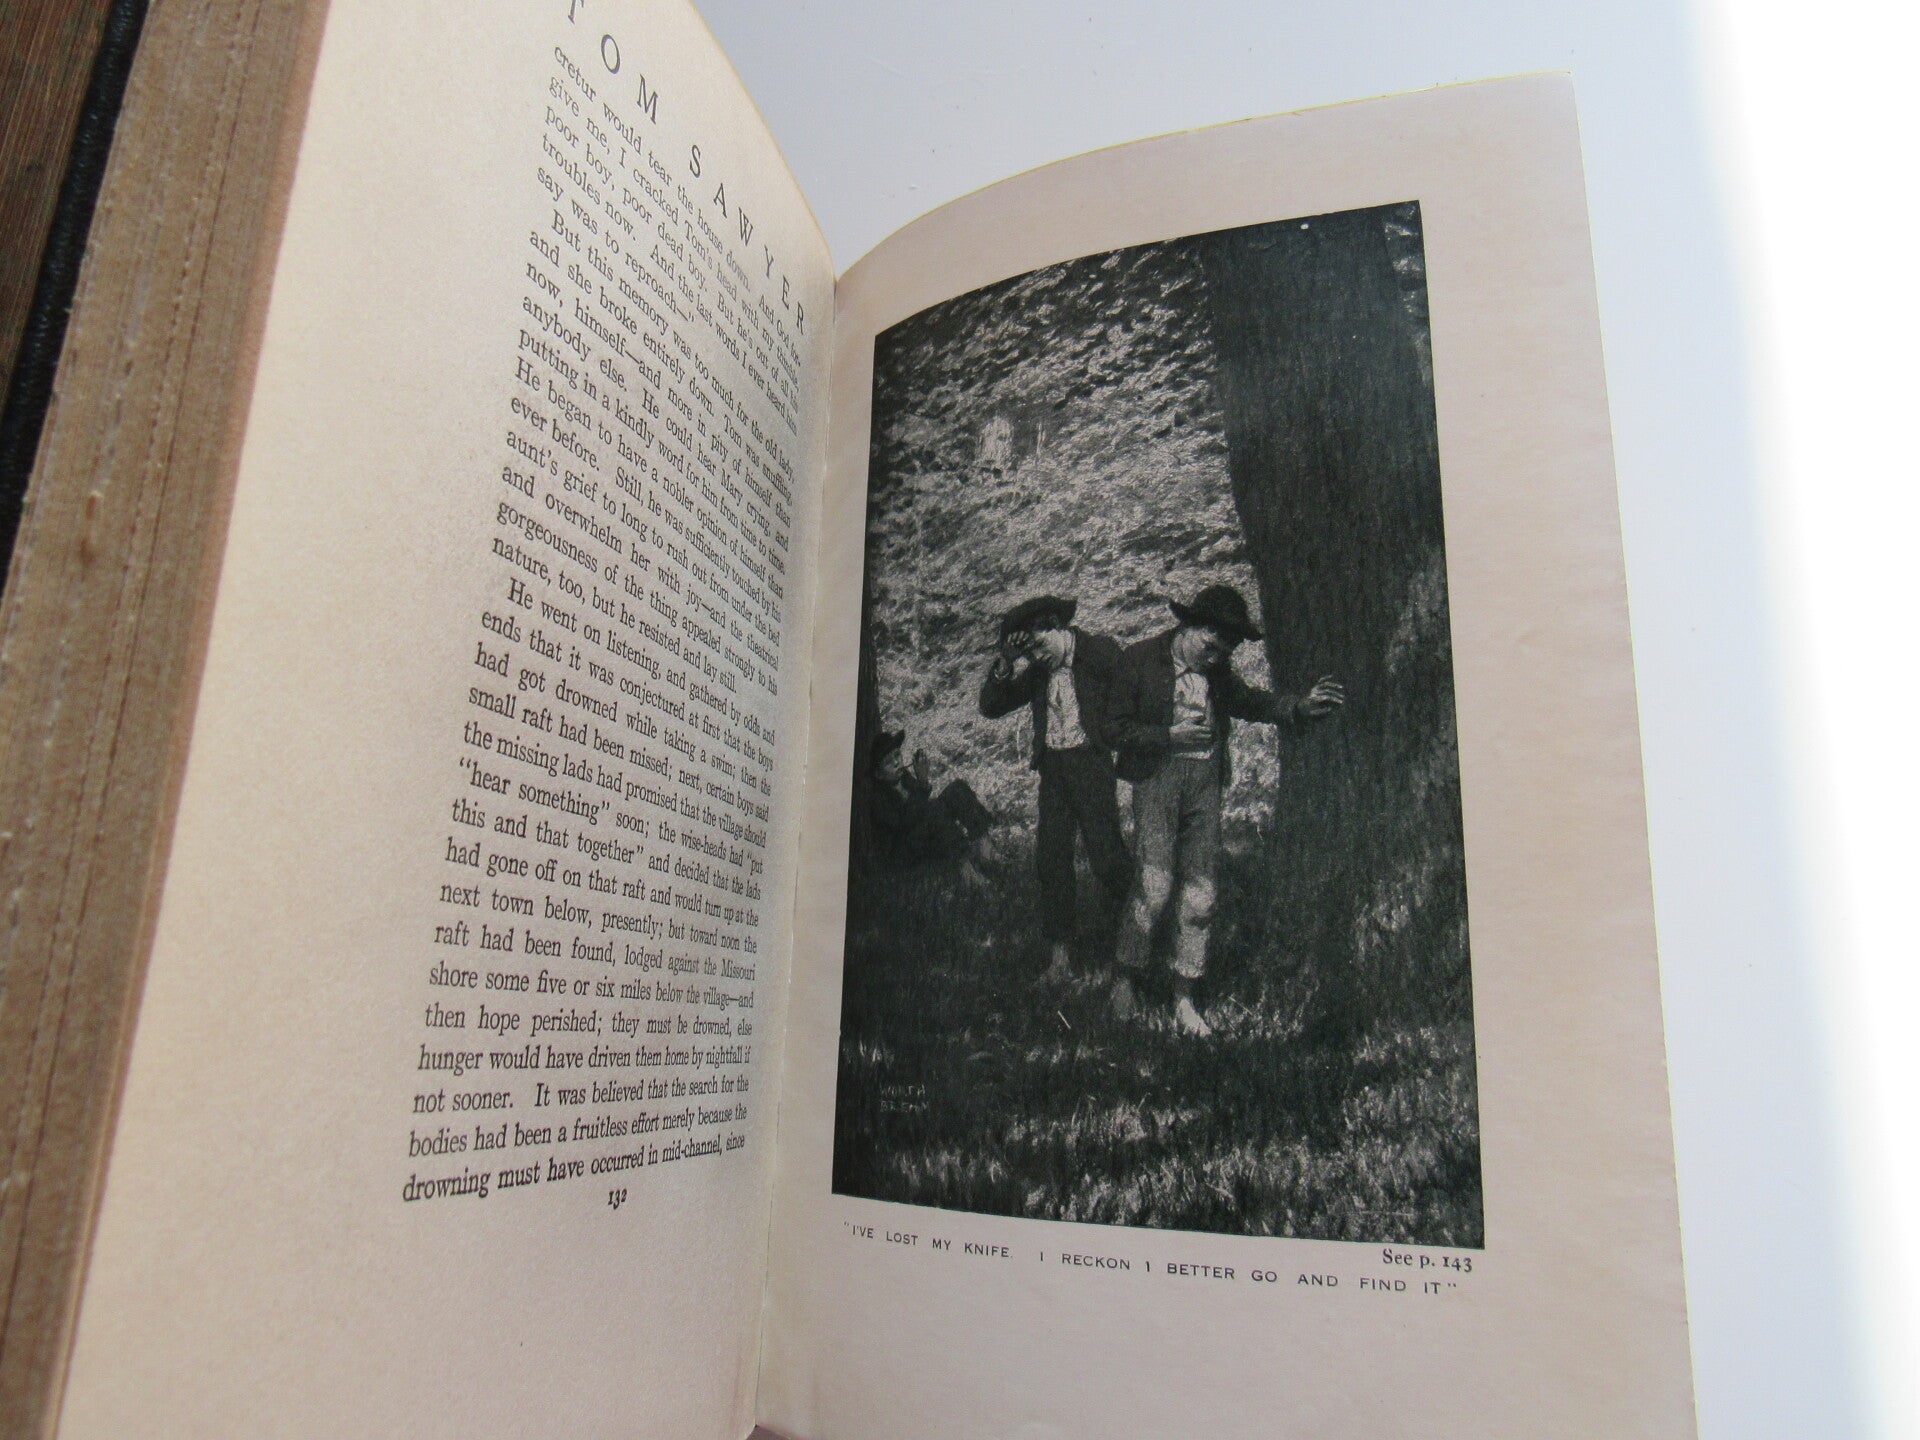 TOM SAWYER
cretur would tear the house down. And God for-
give me, I cracked Tom's head with my thimble,
poor boy, poor dead boy. But he's out of all his
troubles now. And the last words I ever heard him
say was to reproach—"
But this memory was too much for the old lady,
and she broke entirely down. Tom was snuffling,
now, himself—and more in pity of himself than
anybody else. He could hear Mary crying, and
putting in a kindly word for him from time to time.
He began to have a nobler opinion of himself than
ever before. Still, he was sufficiently touched by his
aunt's grief to long to rush out from under the bed
and overwhelm her with joy—and the theatrical
gorgeousness of the thing appealed strongly to his
nature, too, but he resisted and lay still.
He went on listening, and gathered by odds and
ends that it was conjectured at first that the boys
had got drowned while taking a swim; then the
small raft had been missed; next, certain boys said
the missing lads had promised that the village should
"hear something" soon; the wise-heads had "put
this and that together" and decided that the lads
had gone off on that raft and would turn up at the
next town below, presently; but toward noon the
raft had been found, lodged against the Missouri
shore some five or six miles below the village—and
then hope perished; they must be drowned, else
hunger would have driven them home by nightfall if
not sooner. It was believed that the search for the
bodies had been a fruitless effort merely because the
drowning must have occurred in mid-channel, since
132
See p. 143
"I'VE LOST MY KNIFE. I RECKON I BETTER GO AND FIND IT"